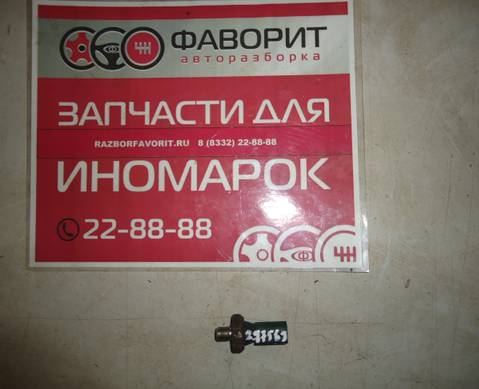 ФАВОРИТ
авторазборка
ЗАПЧАСТИ ДЛЯ
RAZBORFAVORIT.RU 8 (8332) 22-88-88
ИНОМАРОК
22-88-88